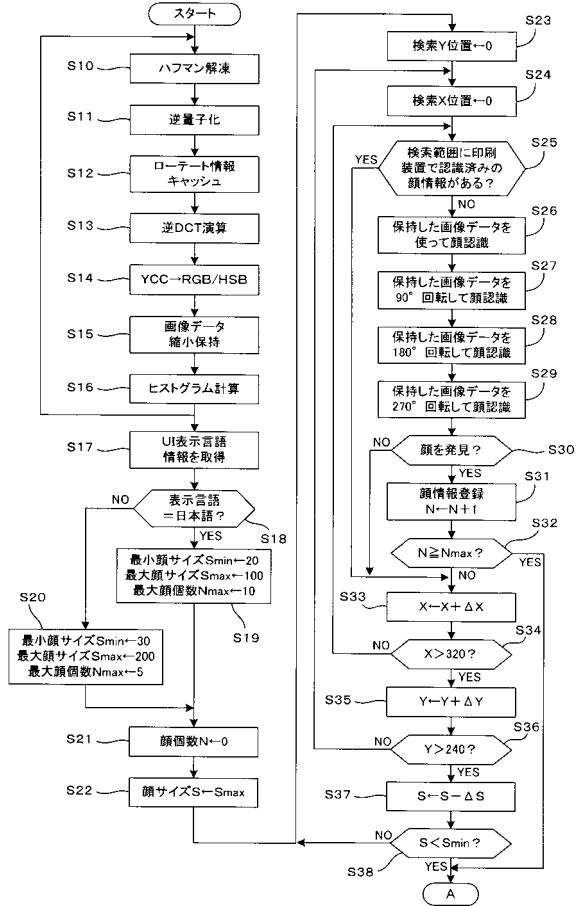 スタート
S10
ハフマン解凍
S11
逆量子化
S12
ローテート情報
キャッシュ
S13
逆DCT演算
S14
YCC→RGB/HSB
S15
画像データ
縮小保持
S16
ヒストグラム計算
S17
UI表示言語
情報を取得
表示言語
=日本語?
S18
NO
YES
最小顔サイズSmin←20
最大顔サイズSmax←100
最大顔個数Nmax←10
S19
S20
最小顔サイズSmin←30
最大顔サイズSmax←200
最大顔個数Nmax←5
S21
顔個数N←0
S22
顔サイズS←Smax
S23
検索Y位置←0
S24
検索X位置←0
S25
検索範囲に印刷
装置で認識済みの
顔情報がある?
YES
NO
S26
保持した画像データを
使って顔認識
S27
保持した画像データを
90°回転して顔認識
S28
保持した画像データを
180°回転して顔認識
S29
保持した画像データを
270°回転して顔認識
S30
顔を発見?
NO
YES
S31
顔情報登録
N←N+1
S32
N≧Nmax?
YES
NO
S33
X←X+ΔX
S34
X>320?
NO
YES
S35
Y←Y+ΔY
S36
Y>240?
NO
YES
S37
S←S-ΔS
S<Smin?
NO
S38
YES
A